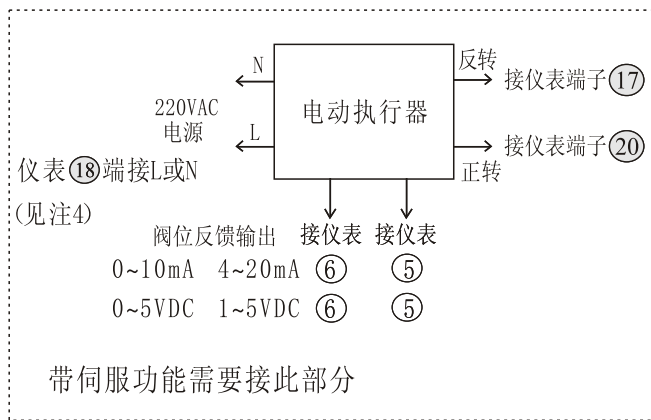 N
反转
接仪表端子⑰
220VAC
电源
电动执行器
L
接仪表端子⑳
正转
仪表⑱端接L或N
(见注4)
阀位反馈输出 接仪表 接仪表
0~10mA 4~20mA ⑥ ⑤
0~5VDC 1~5VDC ⑥ ⑤
带伺服功能需要接此部分